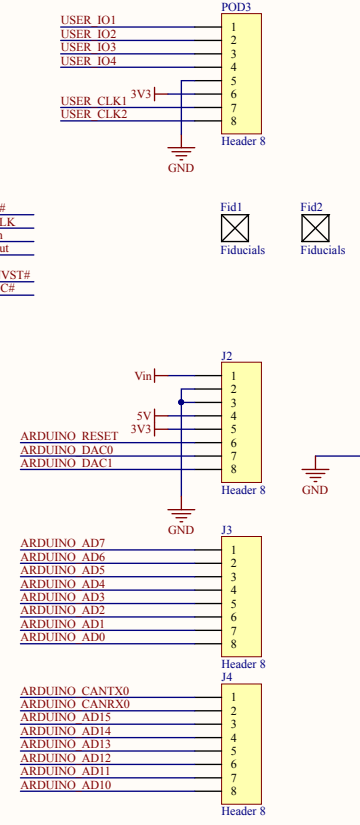 POD3
USER_IO1 1
USER_IO2 2
USER_IO3 3
USER_IO4 4
5
3V3 6
USER_CLK1 7
USER_CLK2 8
Header 8
GND
#
LK
ut
VST#
C#
Fid1 Fid2
Fiducials Fiducials
J2
Vin 1
2
3
5V 4
3V3 5
ARDUINO_RESET 6
ARDUINO_DAC0 7
ARDUINO_DAC1 8
Header 8
GND
GND
J3
ARDUINO_AD7 1
ARDUINO_AD6 2
ARDUINO_AD5 3
ARDUINO_AD4 4
ARDUINO_AD3 5
ARDUINO_AD2 6
ARDUINO_AD1 7
ARDUINO_AD0 8
Header 8
J4
ARDUINO_CANTX0 1
ARDUINO_CANRX0 2
ARDUINO_AD15 3
ARDUINO_AD14 4
ARDUINO_AD13 5
ARDUINO_AD12 6
ARDUINO_AD11 7
ARDUINO_AD10 8
Header 8